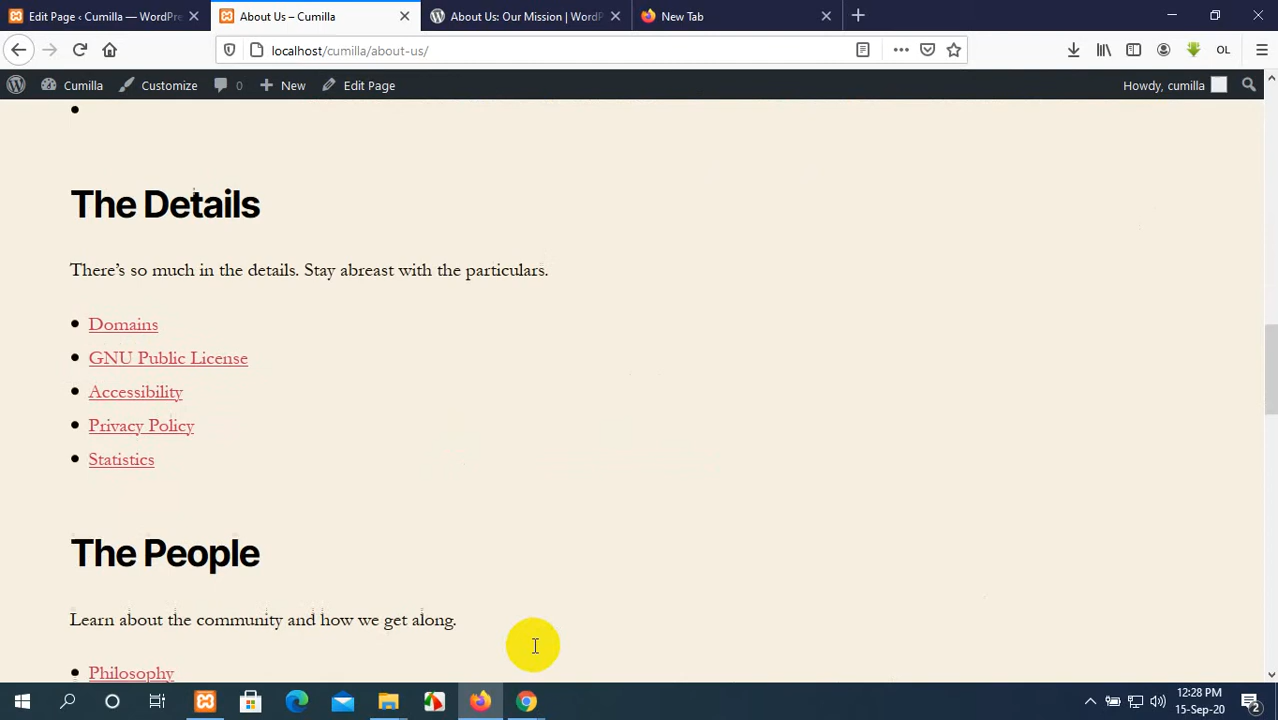 Edit Page ‹ Cumilla — WordPre
About Us – Cumilla
About Us: Our Mission | WordP
New Tab
localhost/cumilla/about-us/
OL
Cumilla
Customize
0
New
Edit Page
Howdy, cumilla
The Details
There's so much in the details. Stay abreast with the particulars.
Domains
GNU Public License
Accessibility
Privacy Policy
Statistics
The People
Learn about the community and how we get along.
Philosophy
12:28 PM
15-Sep-20
2